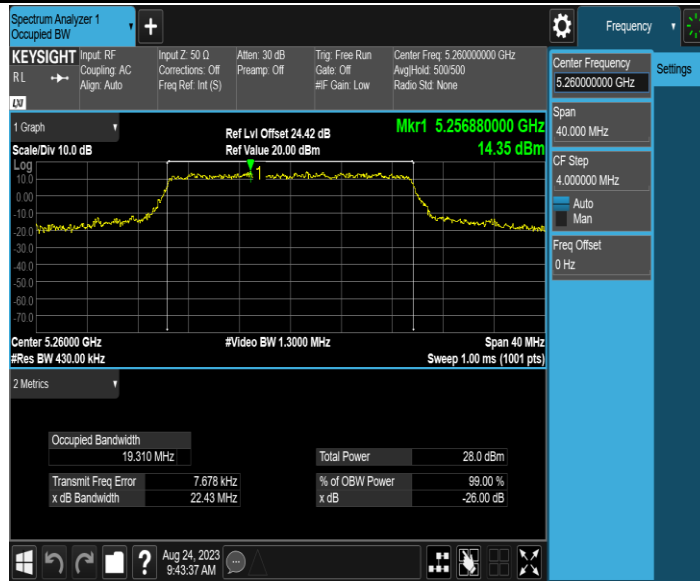 Spectrum Analyzer 1
Occupied BW
Frequency
KEYSIGHT
RL
LXI
Input: RF
Coupling: AC
Align: Auto
Input Z: 50 Ω
Corrections: Off
Freq Ref: Int (S)
Atten: 30 dB
Preamp: Off
Trig: Free Run
Gate: Off
#IF Gain: Low
Center Freq: 5.260000000 GHz
Avg|Hold: 500/500
Radio Std: None
1 Graph
Scale/Div 10.0 dB
Ref Lvl Offset 24.42 dB
Ref Value 20.00 dBm
Mkr1 5.256880000 GHz
14.35 dBm
Log
10.0
0.00
-10.0
-20.0
-30.0
-40.0
-50.0
-60.0
-70.0
1
Center 5.26000 GHz
#Res BW 430.00 kHz
#Video BW 1.3000 MHz
Span 40 MHz
Sweep 1.00 ms (1001 pts)
2 Metrics
Occupied Bandwidth
19.310 MHz
Transmit Freq Error 7.678 kHz
x dB Bandwidth 22.43 MHz
Total Power 28.0 dBm
% of OBW Power 99.00 %
x dB -26.00 dB
Center Frequency
5.260000000 GHz
Span
40.000 MHz
CF Step
4.000000 MHz
Auto
Man
Freq Offset
0 Hz
Settings
?
Aug 24, 2023
9:43:37 AM